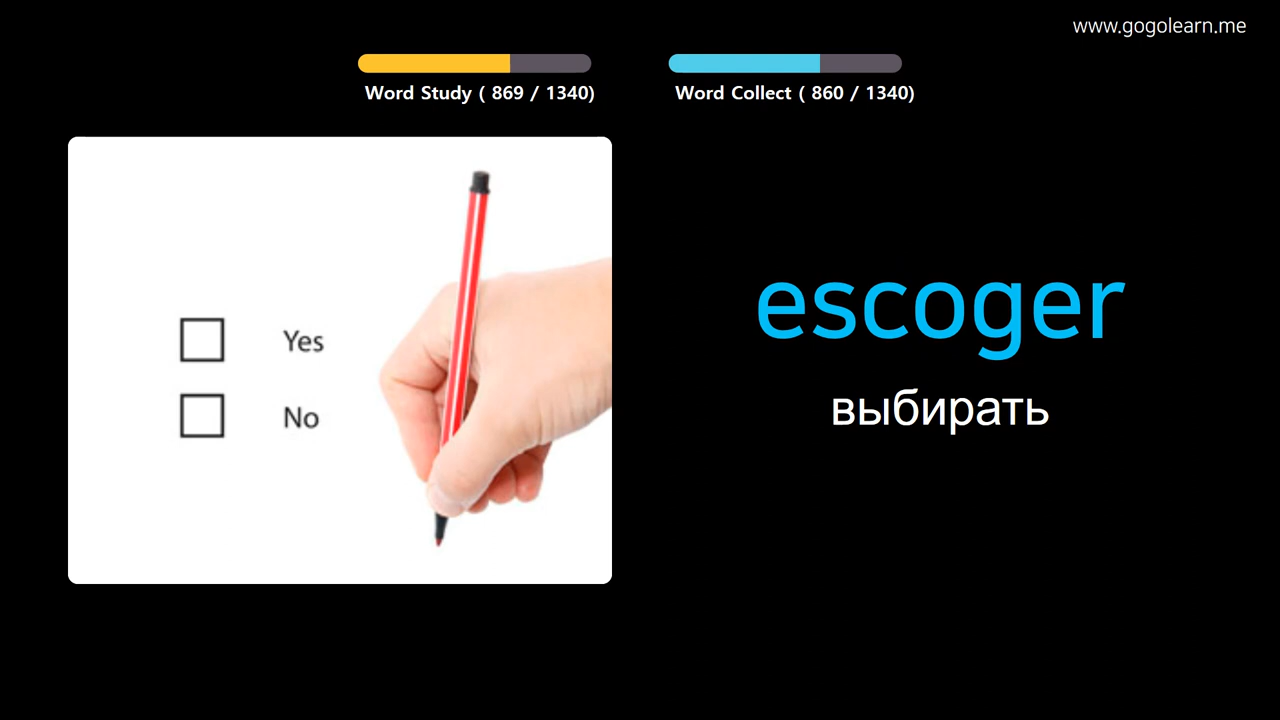 www.gogolearn.me
Word Study ( 869 / 1340)
Word Collect ( 860 / 1340)
Yes
No
escoger
выбирать